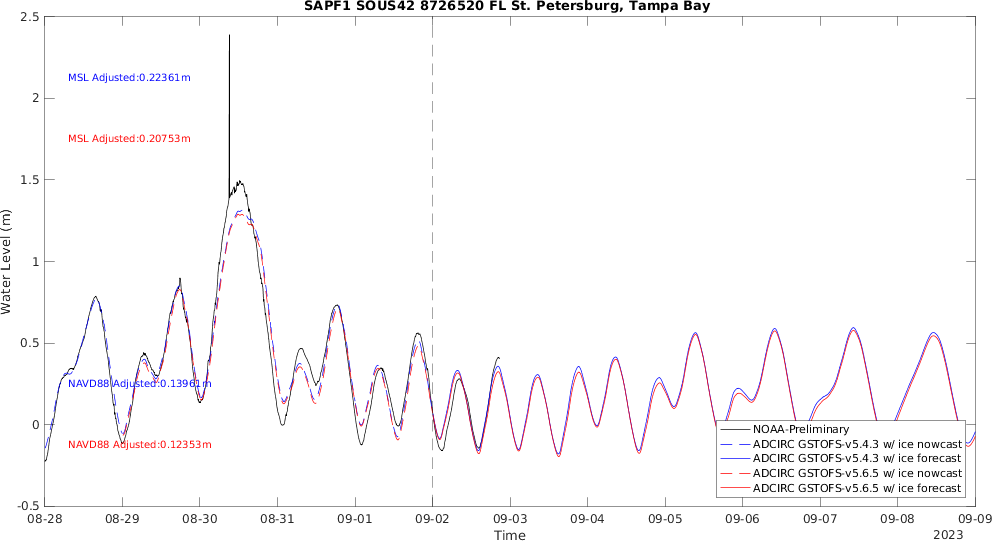 SAPF1 SOUS42 8726520 FL St. Petersburg, Tampa Bay
2.5
2
1.5
1
0.5
0
-0.5
Water Level (m)
MSL Adjusted:0.22361m
MSL Adjusted:0.20753m
NAVD88 Adjusted:0.13961m
NAVD88 Adjusted:0.12353m
NOAA-Preliminary
ADCIRC GSTOFS-v5.4.3 w/ ice nowcast
ADCIRC GSTOFS-v5.4.3 w/ ice forecast
ADCIRC GSTOFS-v5.6.5 w/ ice nowcast
ADCIRC GSTOFS-v5.6.5 w/ ice forecast
08-28 08-29 08-30 08-31 09-01 09-02 09-03 09-04 09-05 09-06 09-07 09-08 09-09
Time
2023